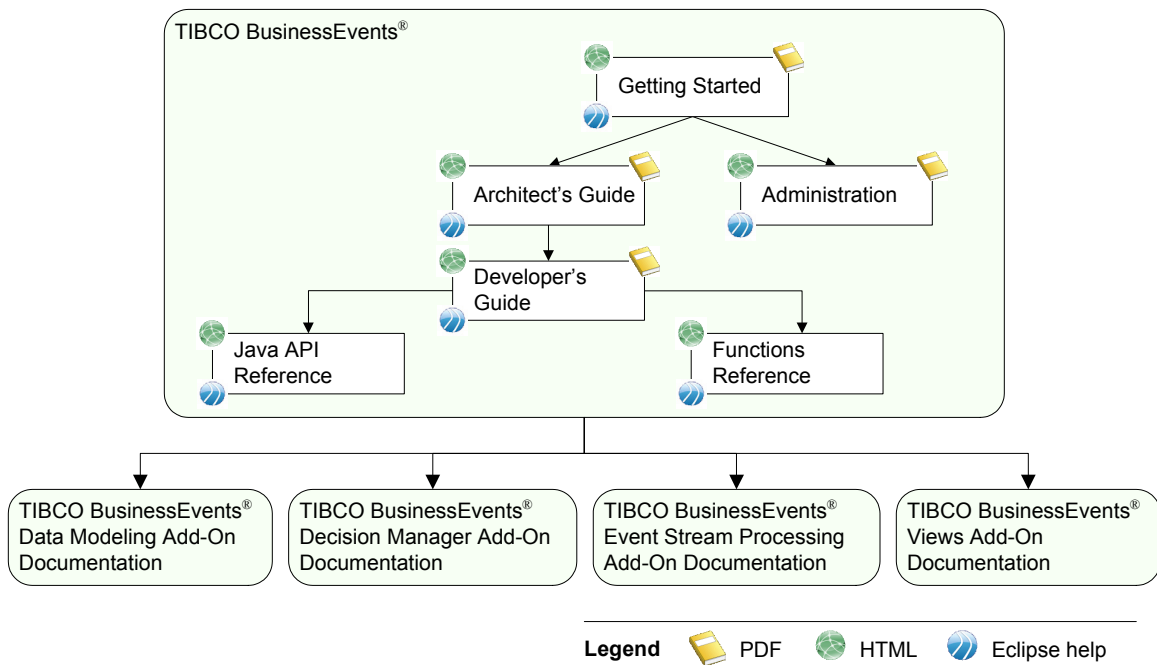 TIBCO BusinessEvents®
Getting Started
Architect's Guide
Administration
Developer's
Guide
Java API
Reference
Functions
Reference
TIBCO BusinessEvents®
Data Modeling Add-On
Documentation
TIBCO BusinessEvents®
Decision Manager Add-On
Documentation
TIBCO BusinessEvents®
Event Stream Processing
Add-On Documentation
TIBCO BusinessEvents®
Views Add-On
Documentation
Legend PDF HTML Eclipse help